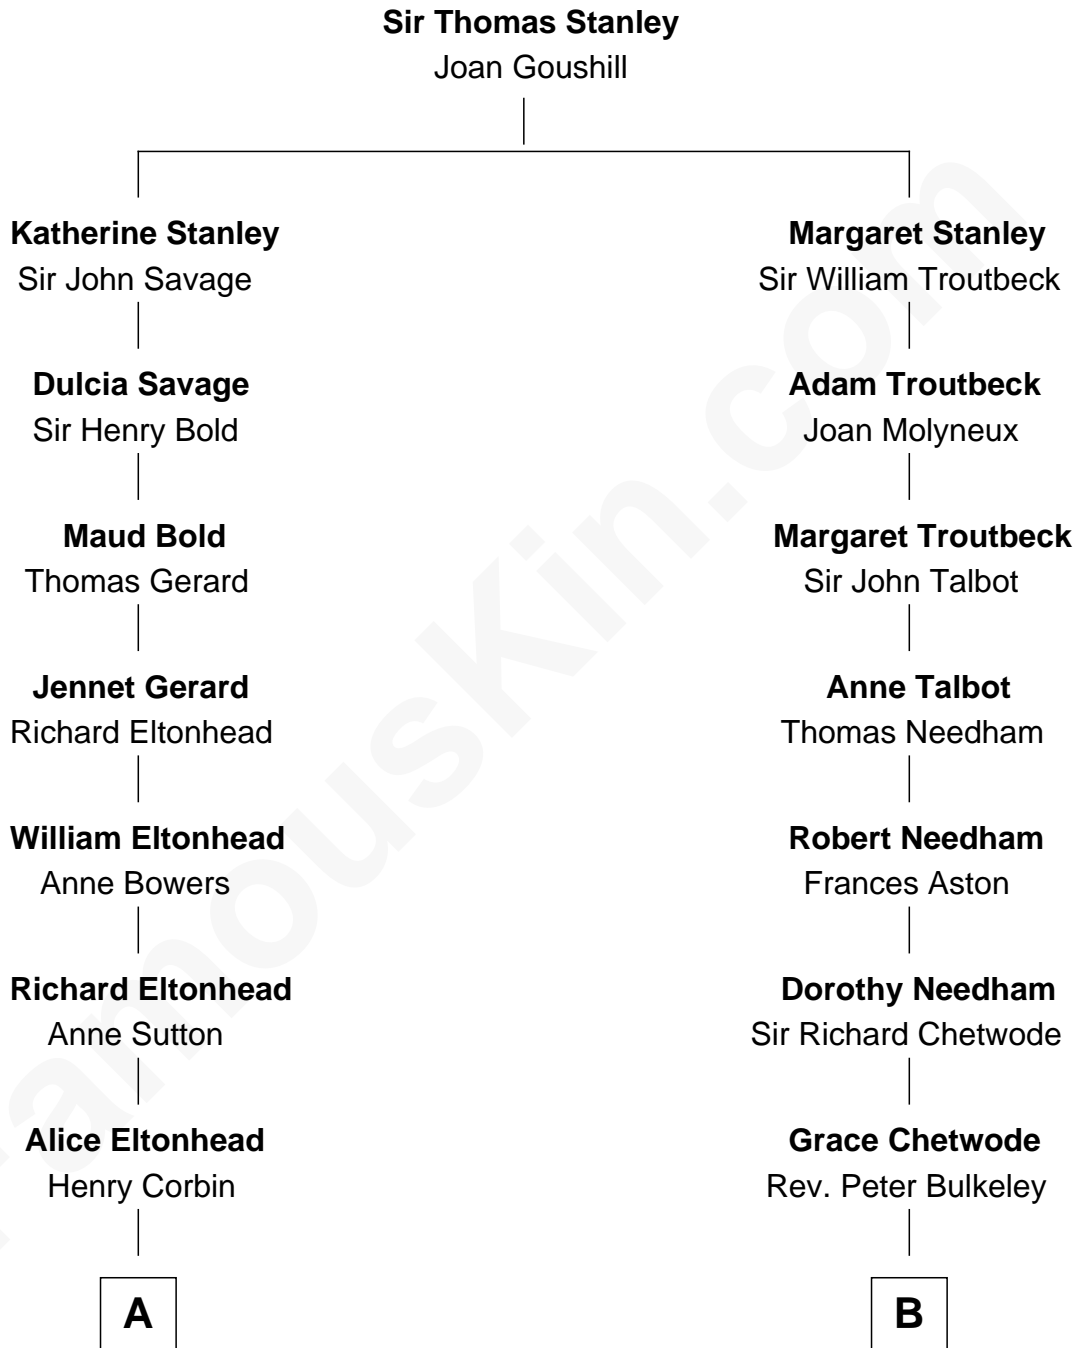 Sir Thomas Stanley
Joan Goushill
Katherine Stanley
Sir John Savage
Margaret Stanley
Sir William Troutbeck
Dulcia Savage
Sir Henry Bold
Adam Troutbeck
Joan Molyneux
Maud Bold
Thomas Gerard
Margaret Troutbeck
Sir John Talbot
Jennet Gerard
Richard Eltonhead
Anne Talbot
Thomas Needham
William Eltonhead
Anne Bowers
Robert Needham
Frances Aston
Richard Eltonhead
Anne Sutton
Dorothy Needham
Sir Richard Chetwode
Alice Eltonhead
Henry Corbin
Grace Chetwode
Rev. Peter Bulkeley
A
B
FamousKin.com